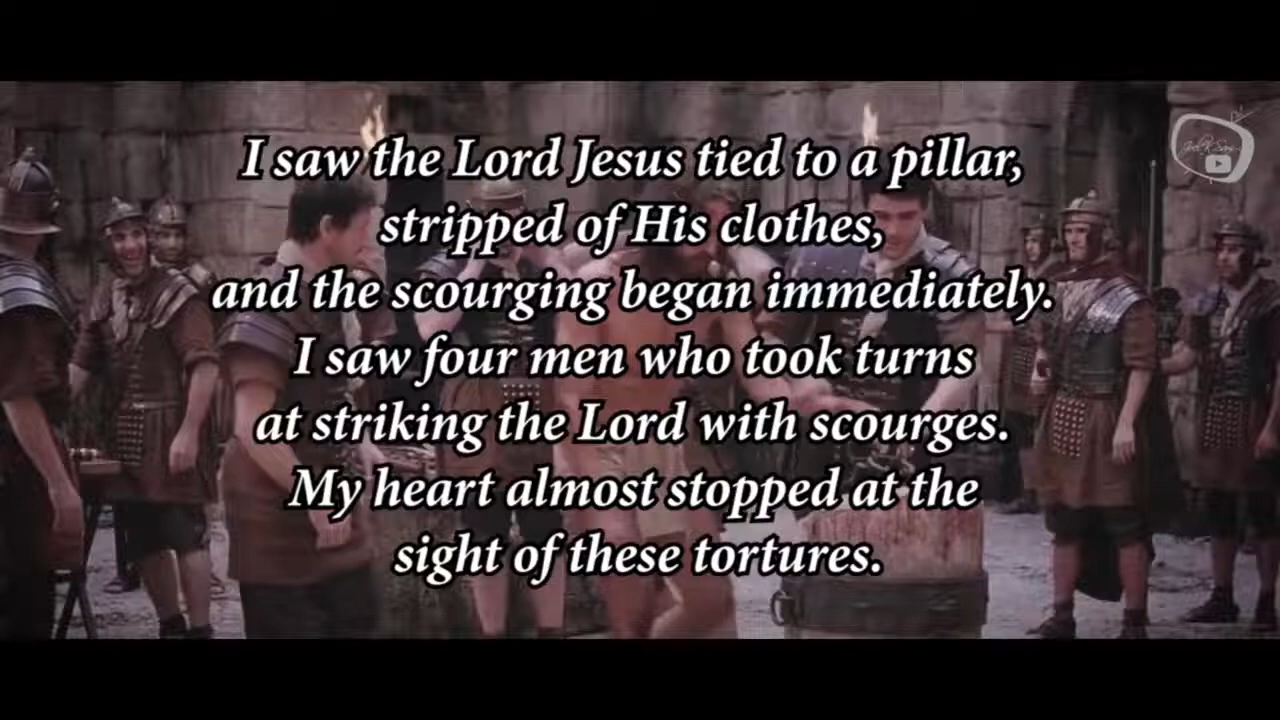 I saw the Lord Jesus tied to a pillar,
stripped of His clothes,
and the scourging began immediately.
I saw four men who took turns
at striking the Lord with scourges.
My heart almost stopped at the
sight of these tortures.